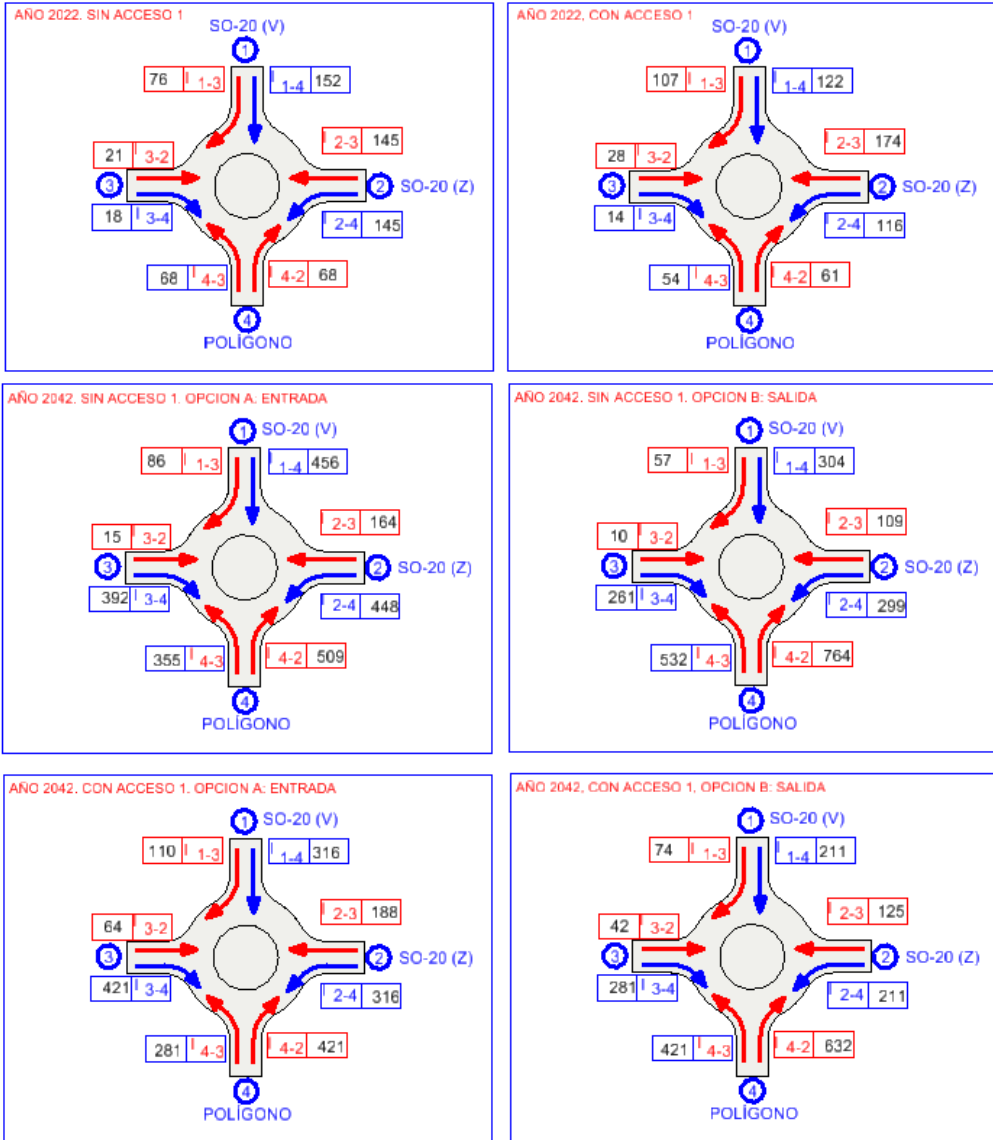 AÑO 2022. SIN ACCESO 1
SO-20 (V)
1
76 I 1-3
I 1-4 152
21 I 3-2
I 2-3 145
3
2 SO-20 (Z)
18 I 3-4
I 2-4 145
68 I 4-3
I 4-2 68
4
POLÍGONO
AÑO 2022, CON ACCESO 1
SO-20 (V)
1
107 I 1-3
I 1-4 122
28 I 3-2
I 2-3 174
3
2 SO-20 (Z)
14 I 3-4
I 2-4 116
54 I 4-3
I 4-2 61
4
POLÍGONO
AÑO 2042. SIN ACCESO 1. OPCION A: ENTRADA
1 SO-20 (V)
86 I 1-3
I 1-4 456
15 I 3-2
I 2-3 164
3
2 SO-20 (Z)
392 I 3-4
I 2-4 448
355 I 4-3
I 4-2 509
4
POLÍGONO
AÑO 2042. SIN ACCESO 1. OPCION B: SALIDA
1 SO-20 (V)
57 I 1-3
I 1-4 304
10 I 3-2
I 2-3 109
3
2 SO-20 (Z)
261 I 3-4
I 2-4 299
532 I 4-3
I 4-2 764
4
POLÍGONO
AÑO 2042. CON ACCESO 1. OPCION A: ENTRADA
1 SO-20 (V)
110 I 1-3
I 1-4 316
64 I 3-2
I 2-3 188
3
2 SO-20 (Z)
421 I 3-4
I 2-4 316
281 I 4-3
I 4-2 421
4
POLÍGONO
AÑO 2042, CON ACCESO 1, OPCION B: SALIDA
1 SO-20 (V)
74 I 1-3
I 1-4 211
42 I 3-2
I 2-3 125
3
2 SO-20 (Z)
281 I 3-4
I 2-4 211
421 I 4-3
I 4-2 632
4
POLÍGONO